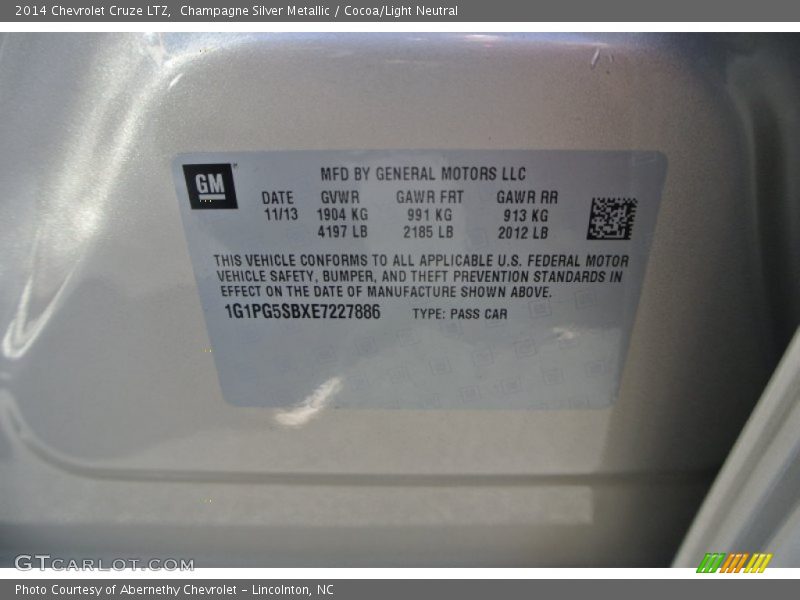 2014 Chevrolet Cruze LTZ,  Champagne Silver Metallic / Cocoa/Light Neutral
GM
MFD BY GENERAL MOTORS LLC
DATE GVWR GAWR FRT GAWR RR
11/13 1904 KG 991 KG 913 KG
4197 LB 2185 LB 2012 LB
THIS VEHICLE CONFORMS TO ALL APPLICABLE U.S. FEDERAL MOTOR
VEHICLE SAFETY, BUMPER, AND THEFT PREVENTION STANDARDS IN
EFFECT ON THE DATE OF MANUFACTURE SHOWN ABOVE.
1G1PG5SBXE7227886 TYPE: PASS CAR
GTCARLOT.COM
Photo Courtesy of Abernethy Chevrolet - Lincolnton, NC